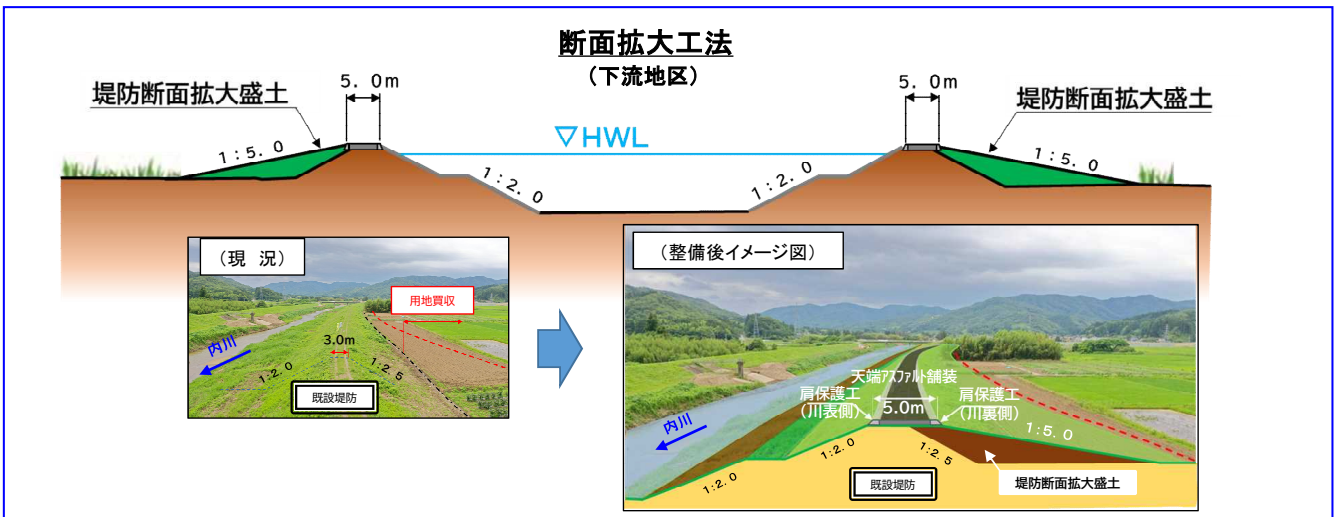 断面拡大工法
(下流地区)
堤防断面拡大盛土
5.0m
▽HWL
5.0m
堤防断面拡大盛土
1:5.0
1:2.0
1:2.0
1:5.0
(現 況)
用地買収
内川
3.0m
1:2.0
1:2.5
既設堤防
(整備後イメージ図)
天端アスファルト舗装
肩保護工
(川表側)
5.0m
肩保護工
(川裏側)
内川
1:2.0
1:2.0
1:2.5
1:5.0
既設堤防
堤防断面拡大盛土